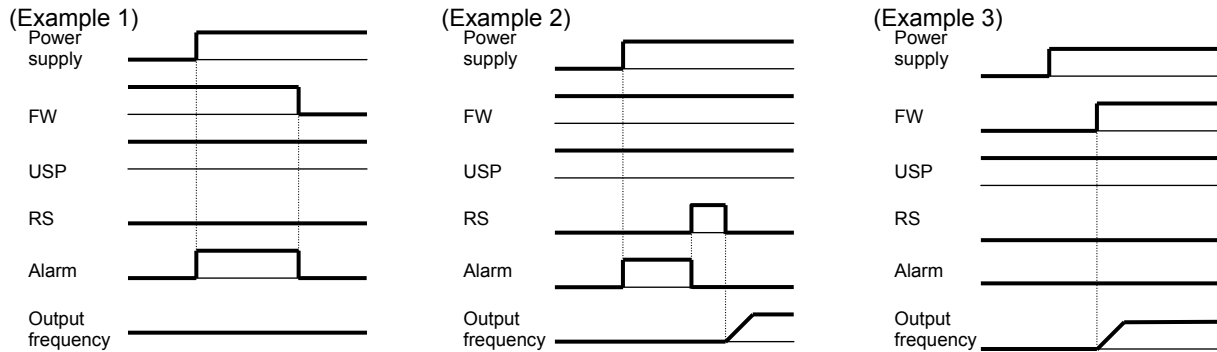 (Example 1)
Power
supply
FW
USP
RS
Alarm
Output
frequency
(Example 2)
Power
supply
FW
USP
RS
Alarm
Output
frequency
(Example 3)
Power
supply
FW
USP
RS
Alarm
Output
frequency